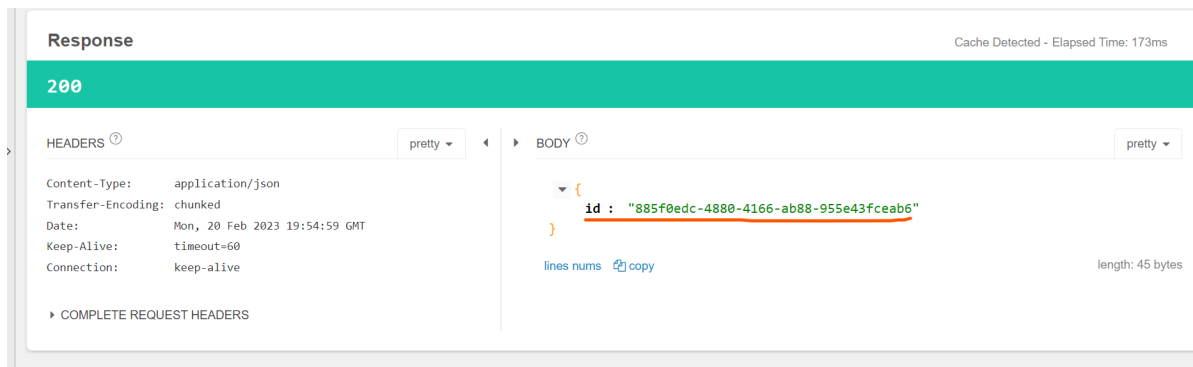 Response
Cache Detected - Elapsed Time: 173ms
200
HEADERS ?
pretty
Content-Type: application/json
Transfer-Encoding: chunked
Date: Mon, 20 Feb 2023 19:54:59 GMT
Keep-Alive: timeout=60
Connection: keep-alive
COMPLETE REQUEST HEADERS
BODY ?
pretty
{
id : "885f0edc-4880-4166-ab88-955e43fceab6"
}
lines nums copy
length: 45 bytes